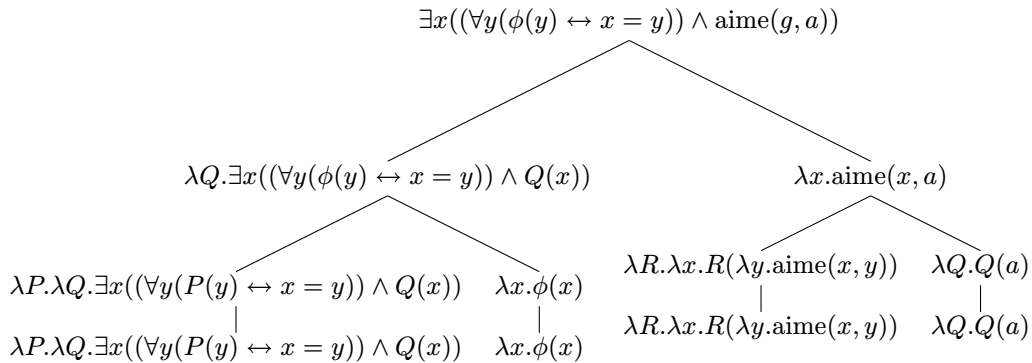 ∃x((∀y(ϕ(y) ↔ x = y)) ∧ aime(g, a))
λQ.∃x((∀y(ϕ(y) ↔ x = y)) ∧ Q(x)) λx.aime(x, a)
λP.λQ.∃x((∀y(P(y) ↔ x = y)) ∧ Q(x)) λx.ϕ(x) λR.λx.R(λy.aime(x, y)) λQ.Q(a)
λP.λQ.∃x((∀y(P(y) ↔ x = y)) ∧ Q(x)) λx.ϕ(x) λR.λx.R(λy.aime(x, y)) λQ.Q(a)